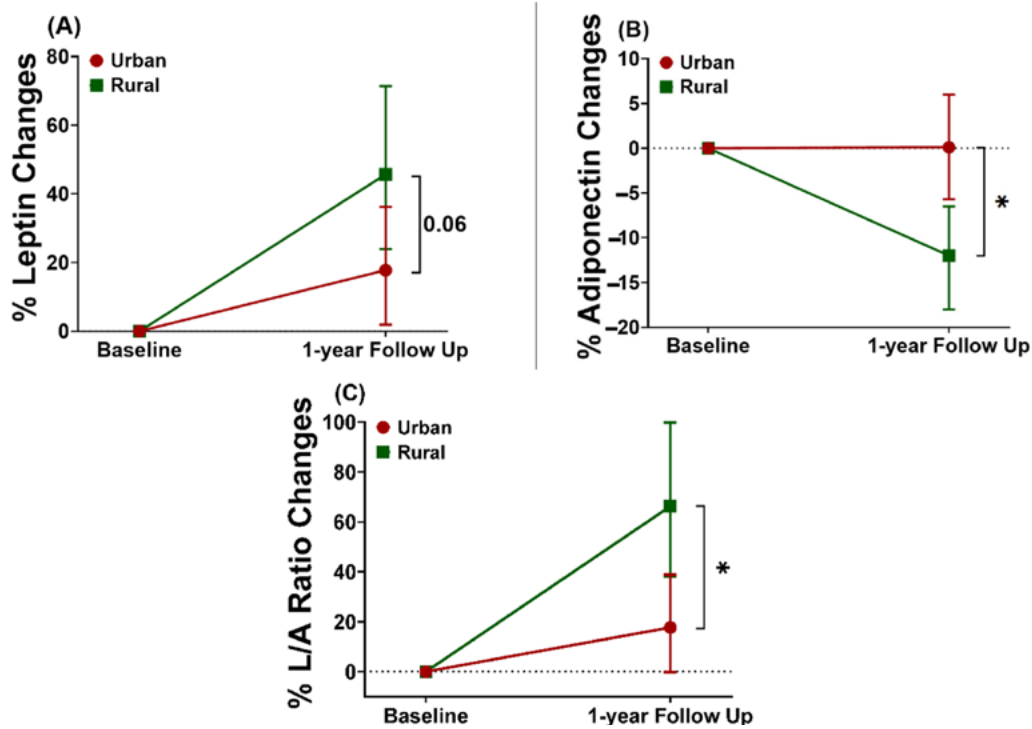 (A)
% Leptin Changes
80
60
40
20
0
Urban
Rural
0.06
Baseline
1-year Follow Up
(B)
% Adiponectin Changes
10
5
0
−5
−10
−15
−20
Urban
Rural
*
Baseline
1-year Follow Up
(C)
% L/A Ratio Changes
100
80
60
40
20
0
Urban
Rural
*
Baseline
1-year Follow Up